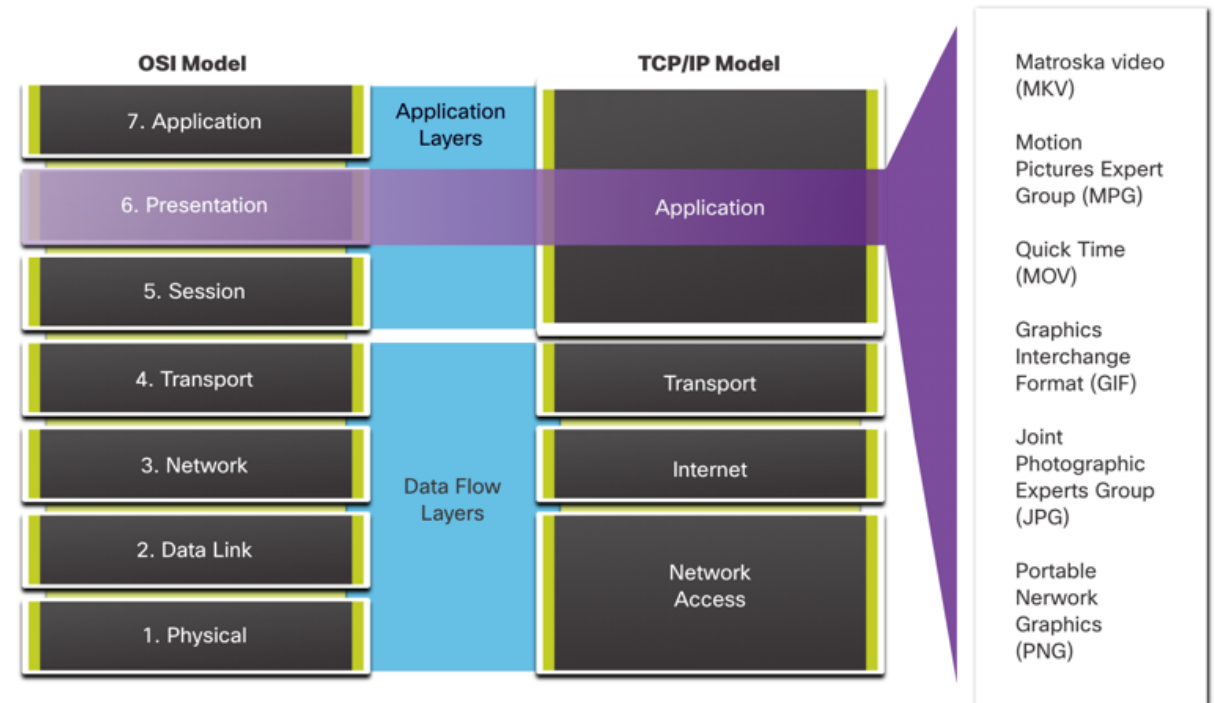 OSI Model
7. Application
6. Presentation
5. Session
4. Transport
3. Network
2. Data Link
1. Physical
Application
Layers
Data Flow
Layers
TCP/IP Model
Application
Transport
Internet
Network
Access
Matroska video
(MKV)
Motion
Pictures Expert
Group (MPG)
Quick Time
(MOV)
Graphics
Interchange
Format (GIF)
Joint
Photographic
Experts Group
(JPG)
Portable
Nerwork
Graphics
(PNG)